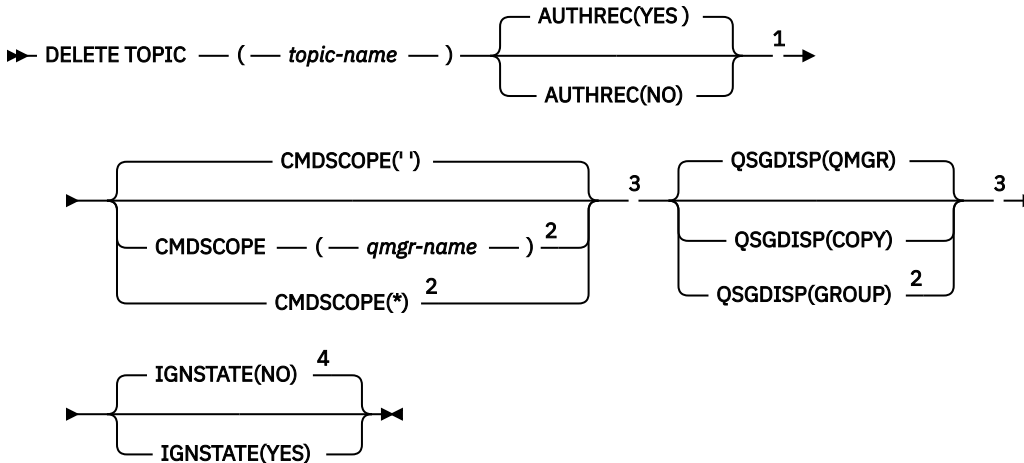 AUTHREC(YES )
DELETE TOPIC ( topic-name ) 1
AUTHREC(NO)
CMDSCOPE(' ') 3 QSGDISP(QMGR) 3
CMDSCOPE ( qmgr-name ) 2 QSGDISP(COPY)
CMDSCOPE(*) 2 QSGDISP(GROUP) 2
IGNSTATE(NO) 4
IGNSTATE(YES)